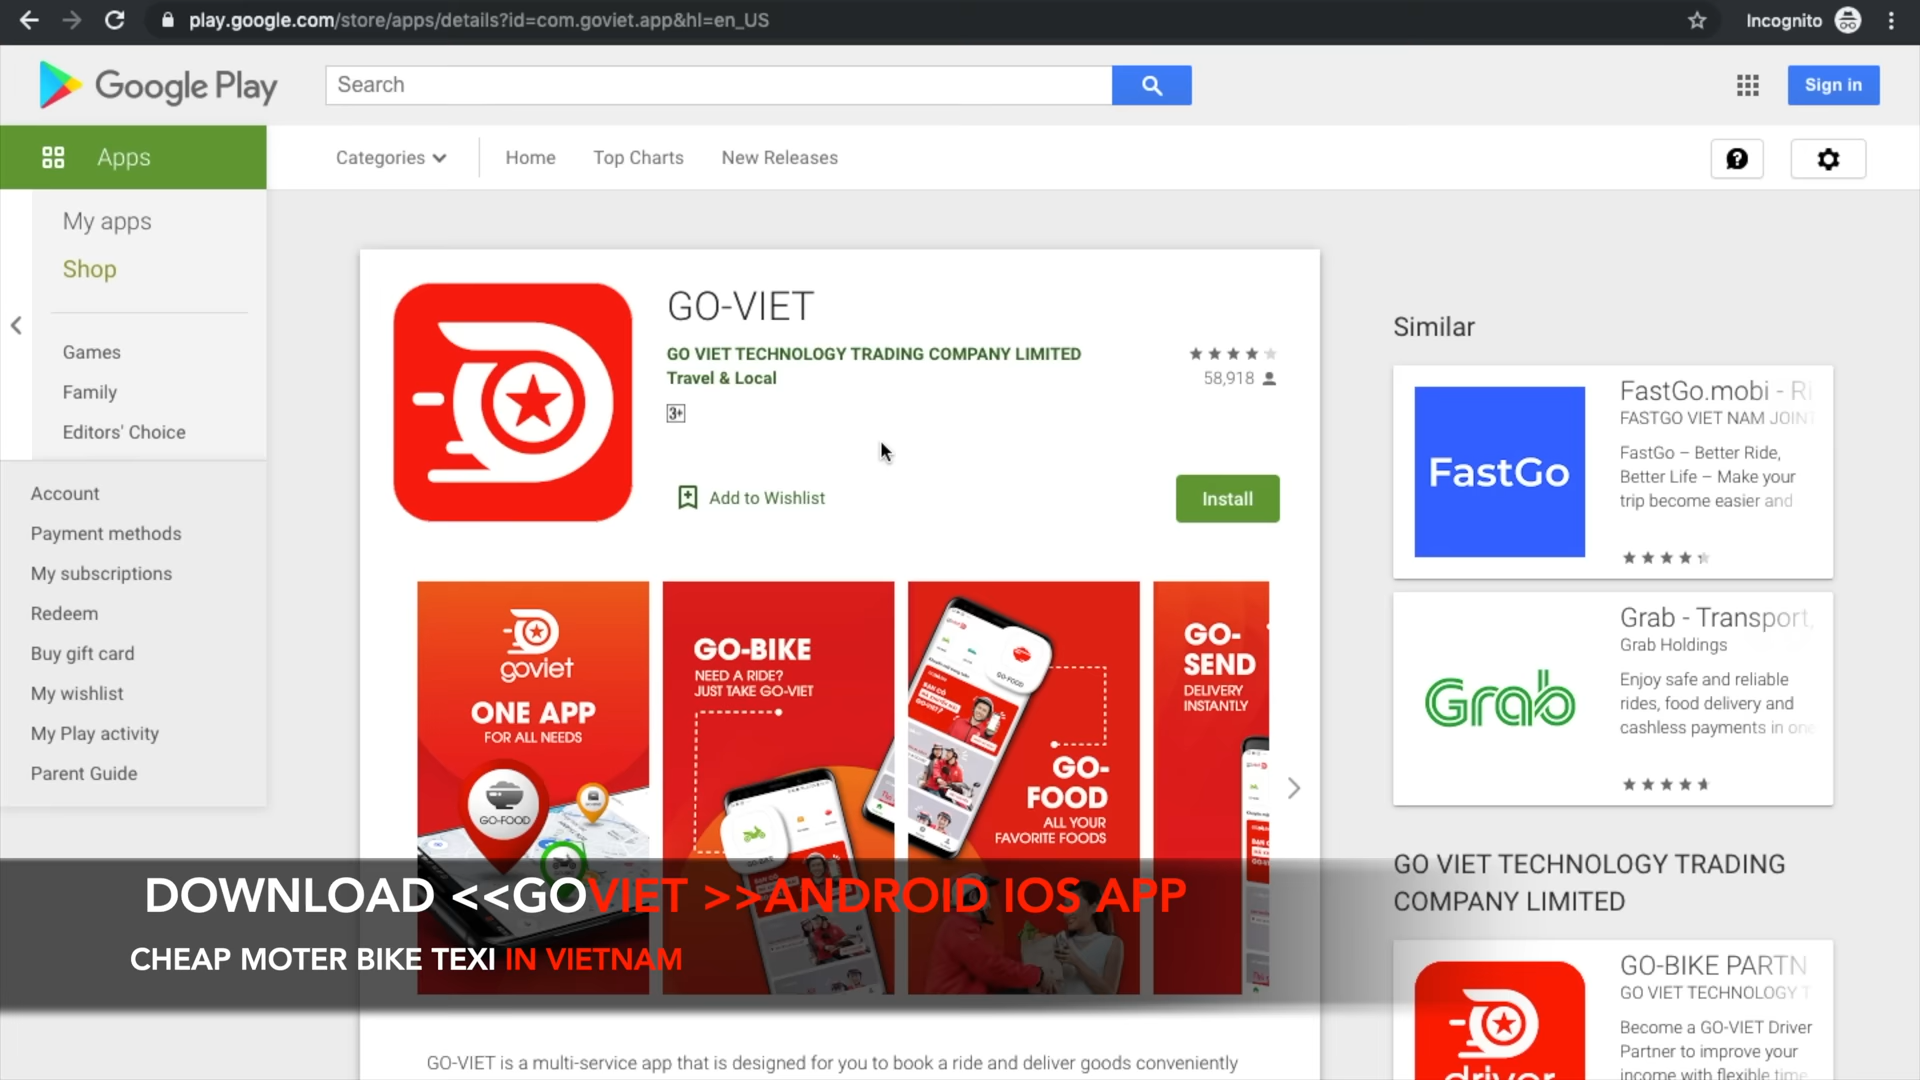 play.google.com/store/apps/details?id=com.goviet.app&hl=en_US
Incognito
Google Play
Search
Sign in
Apps
Categories
Home
Top Charts
New Releases
My apps
Shop
Games
Family
Editors' Choice
Account
Payment methods
My subscriptions
Redeem
Buy gift card
My wishlist
My Play activity
Parent Guide
GO-VIET
GO VIET TECHNOLOGY TRADING COMPANY LIMITED
Travel & Local
58,918
3+
Add to Wishlist
Install
goviet
ONE APP
FOR ALL NEEDS
GO-FOOD
GO-BIKE
NEED A RIDE?
JUST TAKE GO-VIET
GO-FOOD
GO-
FOOD
ALL YOUR
FAVORITE FOODS
GO-
SEND
DELIVERY
INSTANTLY
DOWNLOAD <<GOVIET >>ANDROID IOS APP
CHEAP MOTER BIKE TEXI IN VIETNAM
GO-VIET is a multi-service app that is designed for you to book a ride and deliver goods conveniently
Similar
FastGo
FastGo.mobi - Ri
FASTGO VIET NAM JOINT
FastGo – Better Ride,
Better Life – Make your
trip become easier and
Grab
Grab - Transport,
Grab Holdings
Enjoy safe and reliable
rides, food delivery and
cashless payments in one
GO VIET TECHNOLOGY TRADING
COMPANY LIMITED
driver
GO-BIKE PARTN
GO VIET TECHNOLOGY T
Become a GO-VIET Driver
Partner to improve your
income with flexible time